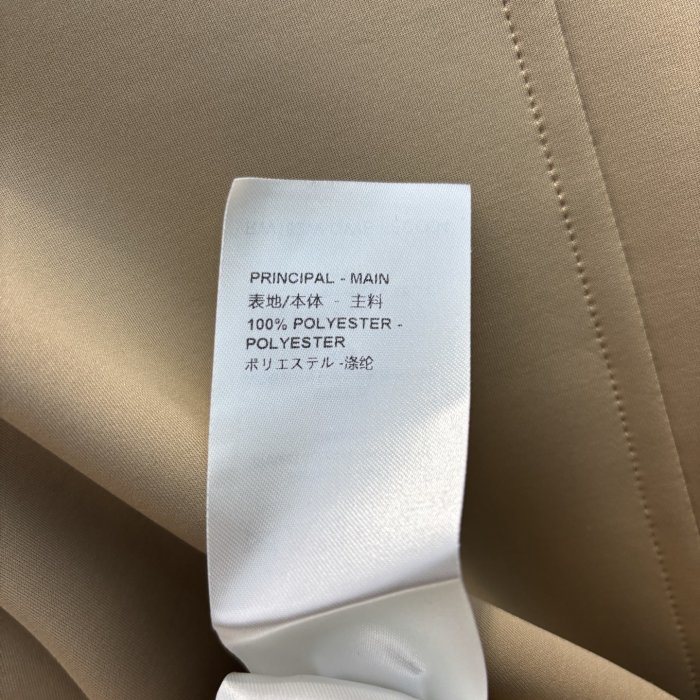 PRINCIPAL - MAIN
表地/本体 - 主料
100% POLYESTER -
POLYESTER
ポリエステル -涤纶